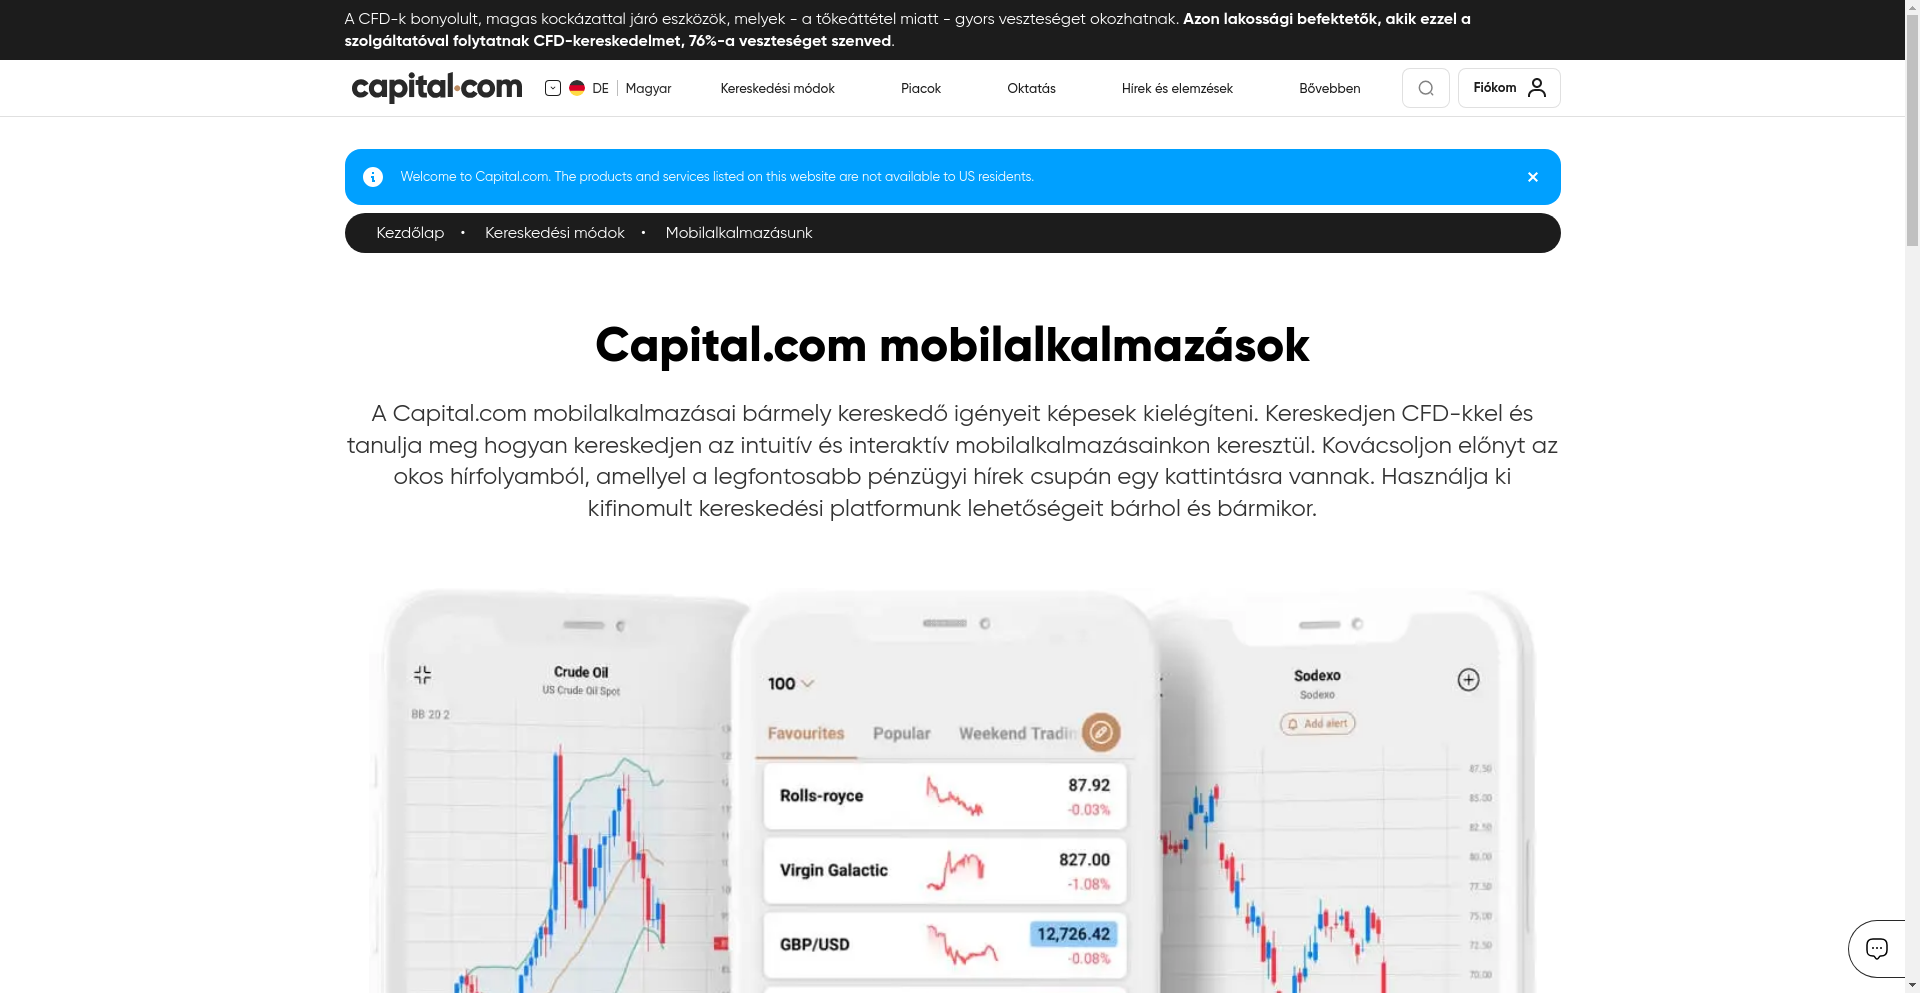 A CFD-k bonyolult, magas kockázattal járó eszközök, melyek - a tőkeáttétel miatt - gyors veszteséget okozhatnak. Azon lakossági befektetők, akik ezzel a
szolgáltatóval folytatnak CFD-kereskedelmet, 76%-a veszteséget szenved.
capital.com
DE
Magyar
Kereskedési módok
Piacok
Oktatás
Hírek és elemzések
Bővebben
Fiókom
Welcome to Capital.com. The products and services listed on this website are not available to US residents.
Kezdőlap • Kereskedési módok • Mobilalkalmazásunk
Capital.com mobilalkalmazások
A Capital.com mobilalkalmazásai bármely kereskedő igényeit képesek kielégíteni. Kereskedjen CFD-kkel és
tanulja meg hogyan kereskedjen az intuitív és interaktív mobilalkalmazásainkon keresztül. Kovácsoljon előnyt az
okos hírfolyamból, amellyel a legfontosabb pénzügyi hírek csupán egy kattintásra vannak. Használja ki
kifinomult kereskedési platformunk lehetőségeit bárhol és bármikor.
Crude Oil
US Crude Oil Spot
BB 20 2
100
Favourites
Popular
Weekend Tradin
Rolls-royce
87.92
-0.03%
Virgin Galactic
827.00
-1.08%
GBP/USD
12,726.42
-0.08%
Sodexo
Sodexo
Add alert
87.50
85.00
82.50
80.00
77.50
75.00
72.50
70.00